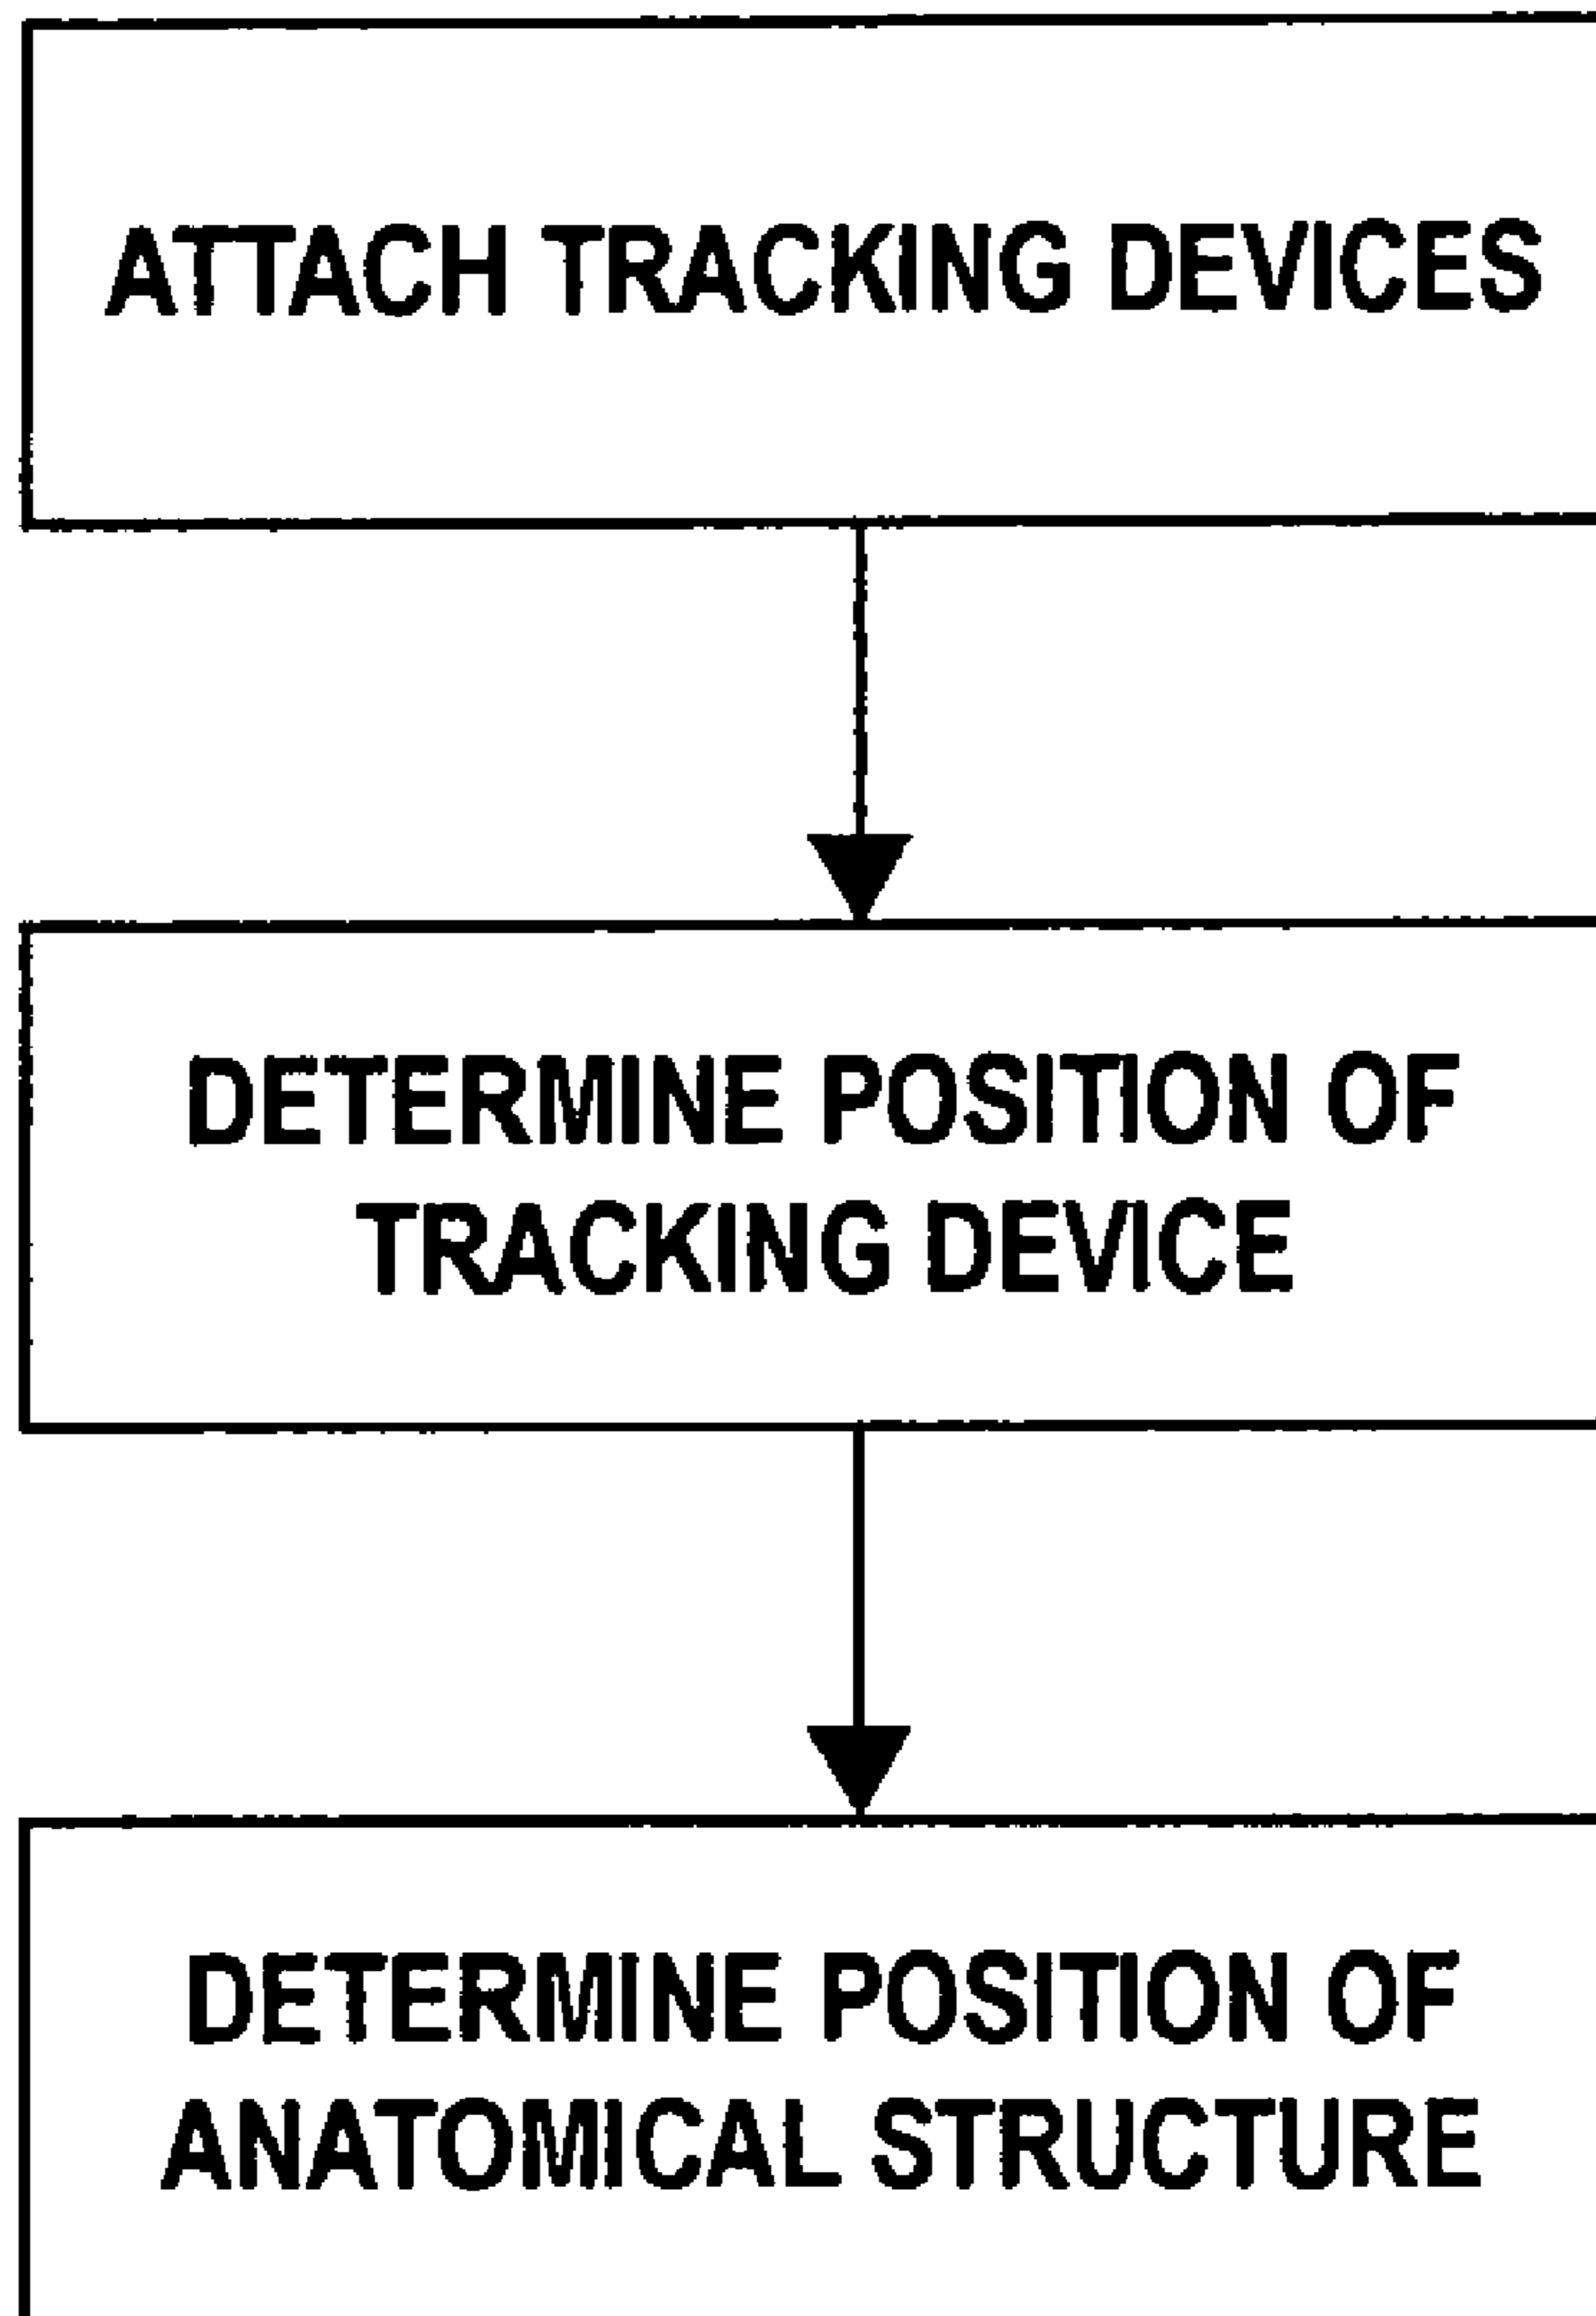 ATTACH TRACKING DEVICES
DETERMINE POSITION OF
TRACKING DEVICE
DETERMINE POSITION OF
ANATOMICAL STRUCTURE